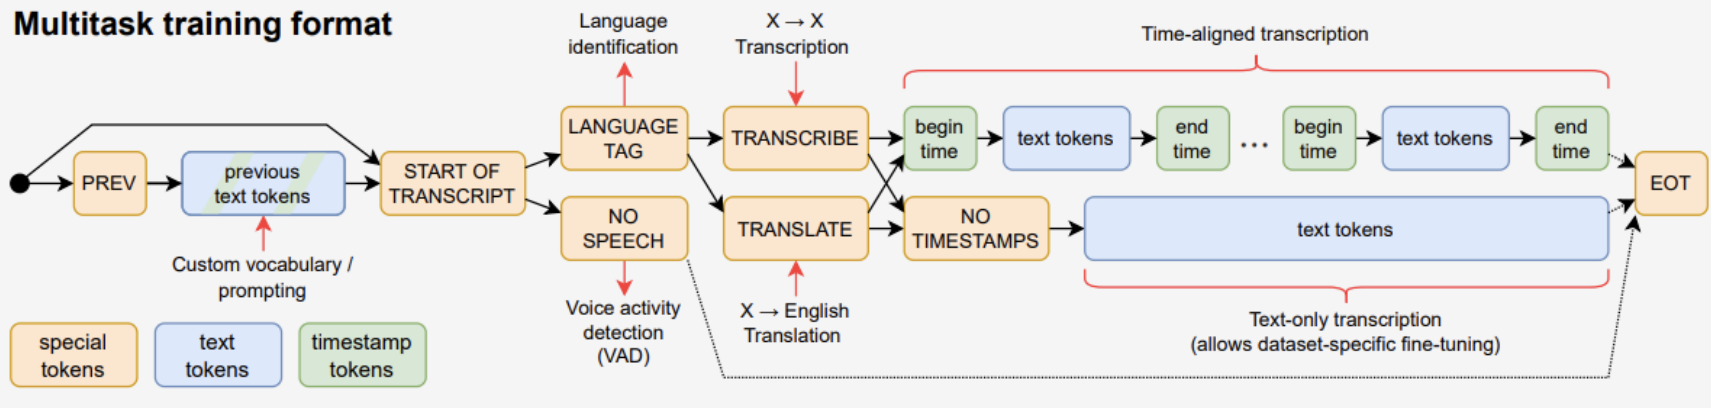 Multitask training format
Language
identification
X → X
Transcription
Time-aligned transcription
PREV
previous
text tokens
START OF
TRANSCRIPT
LANGUAGE
TAG
NO
SPEECH
TRANSCRIBE
TRANSLATE
begin
time
text tokens
end
time
...
begin
time
text tokens
end
time
NO
TIMESTAMPS
text tokens
EOT
Custom vocabulary /
prompting
Voice activity
detection
(VAD)
X → English
Translation
Text-only transcription
(allows dataset-specific fine-tuning)
special
tokens
text
tokens
timestamp
tokens